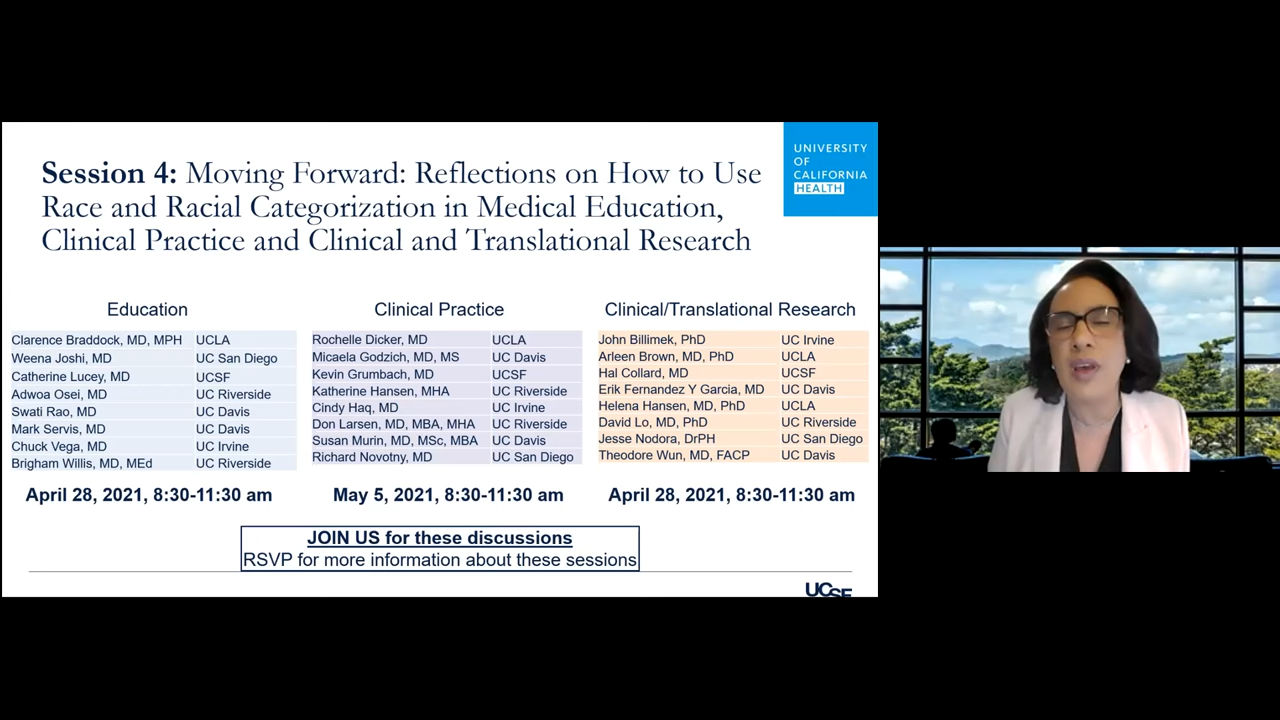 Session 4: Moving Forward: Reflections on How to Use
Race and Racial Categorization in Medical Education,
Clinical Practice and Clinical and Translational Research
UNIVERSITY
OF
CALIFORNIA
HEALTH
Education
Clarence Braddock, MD, MPH UCLA
Weena Joshi, MD UC San Diego
Catherine Lucey, MD UCSF
Adwoa Osei, MD UC Riverside
Swati Rao, MD UC Davis
Mark Servis, MD UC Davis
Chuck Vega, MD UC Irvine
Brigham Willis, MD, MEd UC Riverside
April 28, 2021, 8:30-11:30 am
Clinical Practice
Rochelle Dicker, MD UCLA
Micaela Godzich, MD, MS UC Davis
Kevin Grumbach, MD UCSF
Katherine Hansen, MHA UC Riverside
Cindy Haq, MD UC Irvine
Don Larsen, MD, MBA, MHA UC Riverside
Susan Murin, MD, MSc, MBA UC Davis
Richard Novotny, MD UC San Diego
May 5, 2021, 8:30-11:30 am
Clinical/Translational Research
John Billimek, PhD UC Irvine
Arleen Brown, MD, PhD UCLA
Hal Collard, MD UCSF
Erik Fernandez Y Garcia, MD UC Davis
Helena Hansen, MD, PhD UCLA
David Lo, MD, PhD UC Riverside
Jesse Nodora, DrPH UC San Diego
Theodore Wun, MD, FACP UC Davis
April 28, 2021, 8:30-11:30 am
JOIN US for these discussions
RSVP for more information about these sessions
UCSF